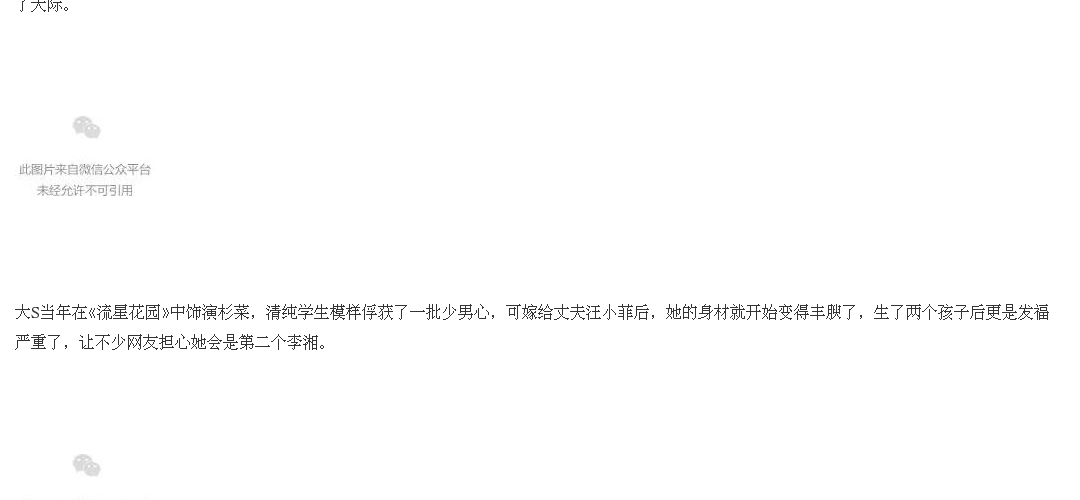 了天际。
此图片来自微信公众平台
未经允许不可引用
大S当年在《流星花园》中饰演杉菜，清纯学生模样俘获了一批少男心，可嫁给丈夫汪小菲后，她的身材就开始变得丰腴了，生了两个孩子后更是发福
严重了，让不少网友担心她会是第二个李湘。